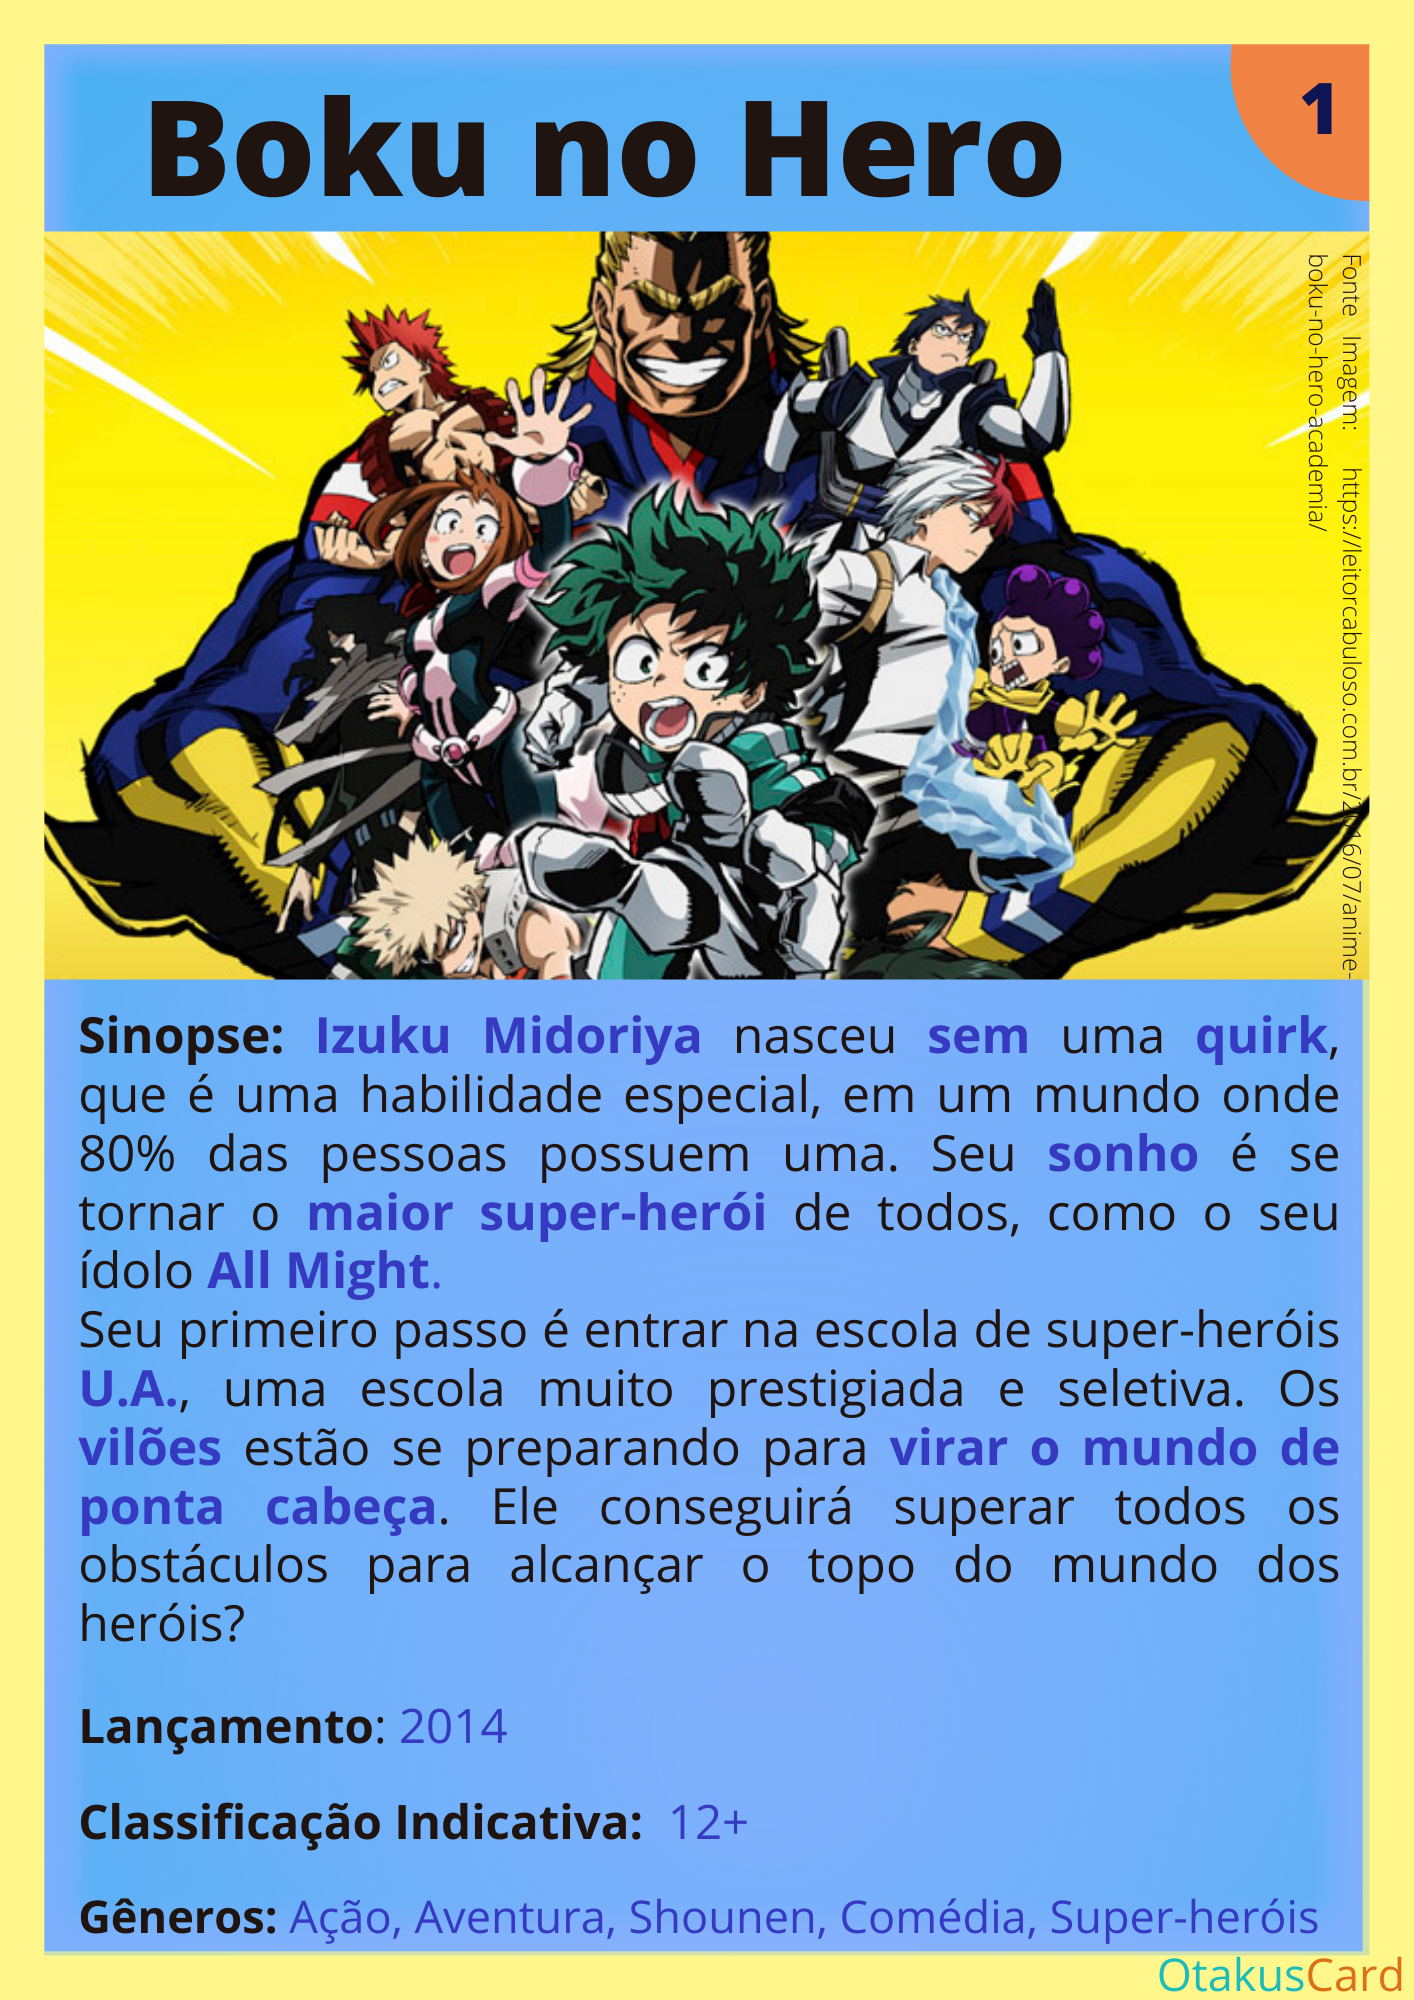 Boku no Hero
1
Fonte Imagem: https://leitorcabuloso.com.br/2016/07/anime-
boku-no-hero-academia/
Sinopse: Izuku Midoriya nasceu sem uma quirk,
que é uma habilidade especial, em um mundo onde
80% das pessoas possuem uma. Seu sonho é se
tornar o maior super-herói de todos, como o seu
ídolo All Might.
Seu primeiro passo é entrar na escola de super-heróis
U.A., uma escola muito prestigiada e seletiva. Os
vilões estão se preparando para virar o mundo de
ponta cabeça. Ele conseguirá superar todos os
obstáculos para alcançar o topo do mundo dos
heróis?
Lançamento: 2014
Classificação Indicativa: 12+
Gêneros: Ação, Aventura, Shounen, Comédia, Super-heróis
OtakusCard